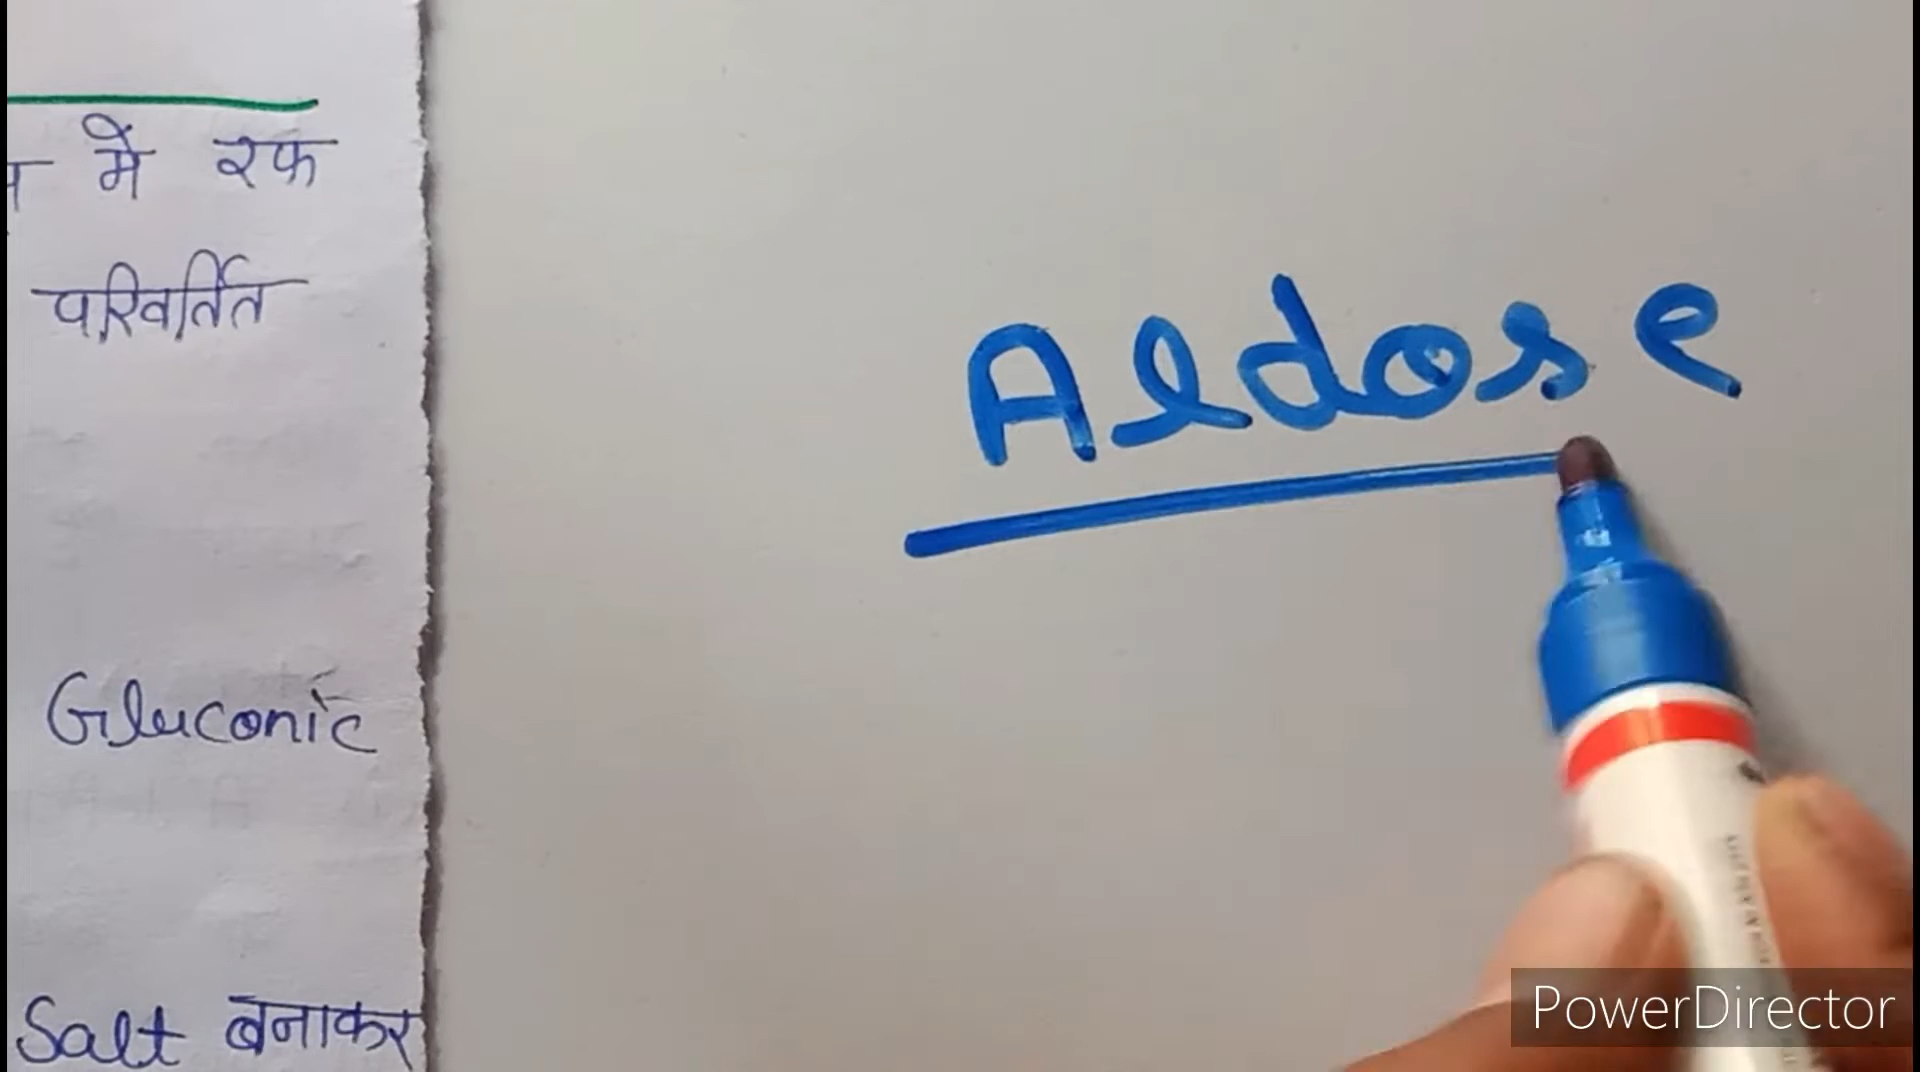 में रफ
परिवर्तित
Aldose
Gluconic
Salt बनाकर
PowerDirector